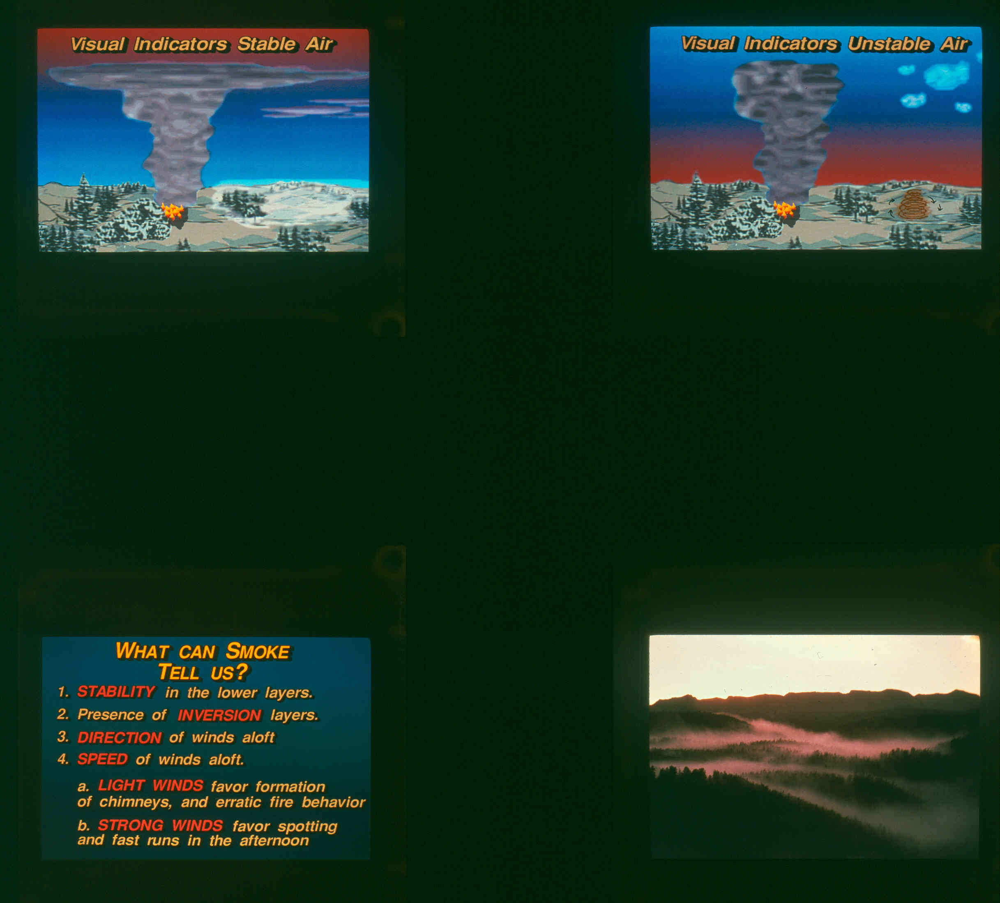 Visual Indicators Stable Air
Visual Indicators Unstable Air
WHAT CAN SMOKE
TELL US?
1. STABILITY in the lower layers.
2. Presence of INVERSION layers.
3. DIRECTION of winds aloft
4. SPEED of winds aloft.
a. LIGHT WINDS favor formation
of chimneys, and erratic fire behavior
b. STRONG WINDS favor spotting
and fast runs in the afternoon